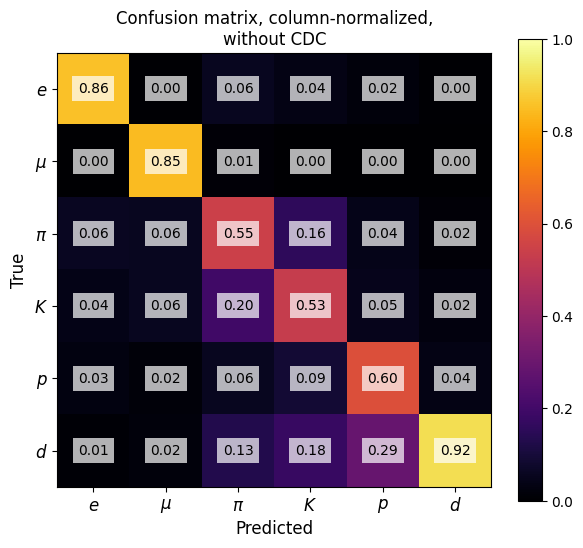 Confusion matrix, column-normalized,
without CDC
True
e 0.86 0.00 0.06 0.04 0.02 0.00
μ 0.00 0.85 0.01 0.00 0.00 0.00
π 0.06 0.06 0.55 0.16 0.04 0.02
K 0.04 0.06 0.20 0.53 0.05 0.02
p 0.03 0.02 0.06 0.09 0.60 0.04
d 0.01 0.02 0.13 0.18 0.29 0.92
e μ π K p d
Predicted
1.0
0.8
0.6
0.4
0.2
0.0